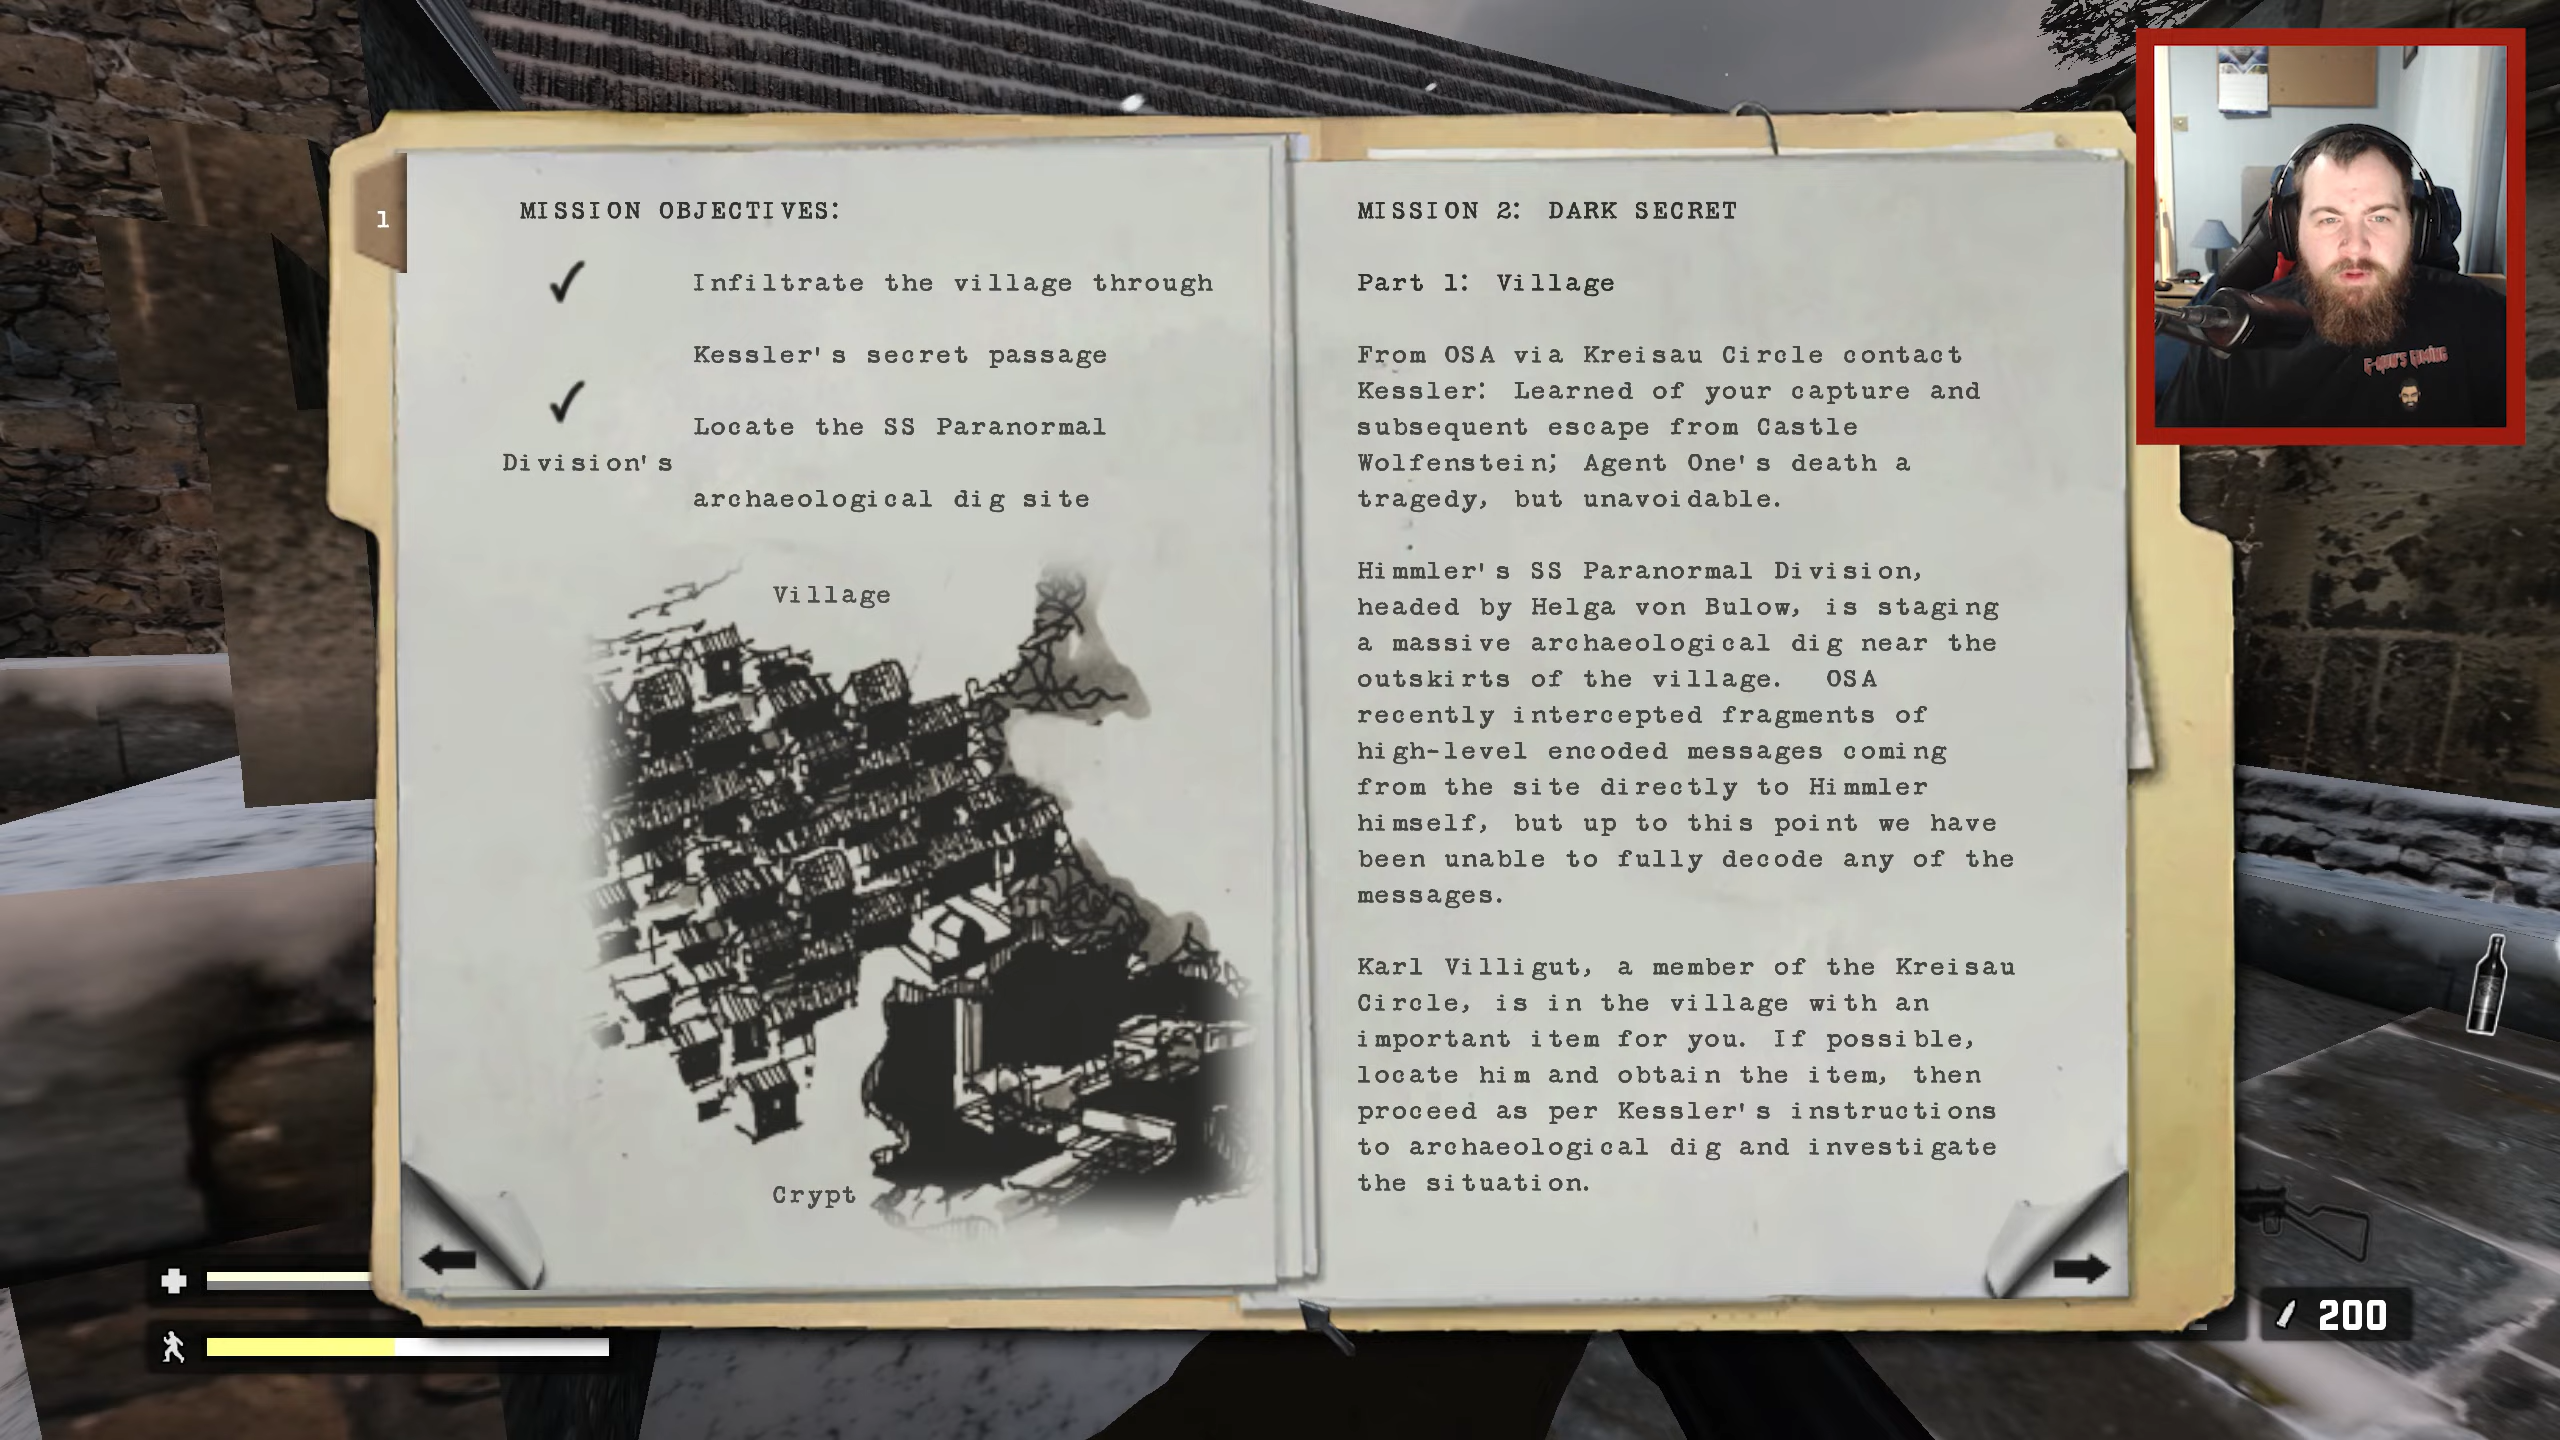 1
MISSION OBJECTIVES:
Infiltrate the village through
Kessler's secret passage
Locate the SS Paranormal
Division's
archaeological dig site
Village
Crypt
MISSION 2: DARK SECRET
Part 1: Village
From OSA via Kreisau Circle contact
Kessler: Learned of your capture and
subsequent escape from Castle
Wolfenstein; Agent One's death a
tragedy, but unavoidable.
Himmler's SS Paranormal Division,
headed by Helga von Bulow, is staging
a massive archaeological dig near the
outskirts of the village. OSA
recently intercepted fragments of
high-level encoded messages coming
from the site directly to Himmler
himself, but up to this point we have
been unable to fully decode any of the
messages.
Karl Villigut, a member of the Kreisau
Circle, is in the village with an
important item for you. If possible,
locate him and obtain the item, then
proceed as per Kessler's instructions
to archaeological dig and investigate
the situation.
200